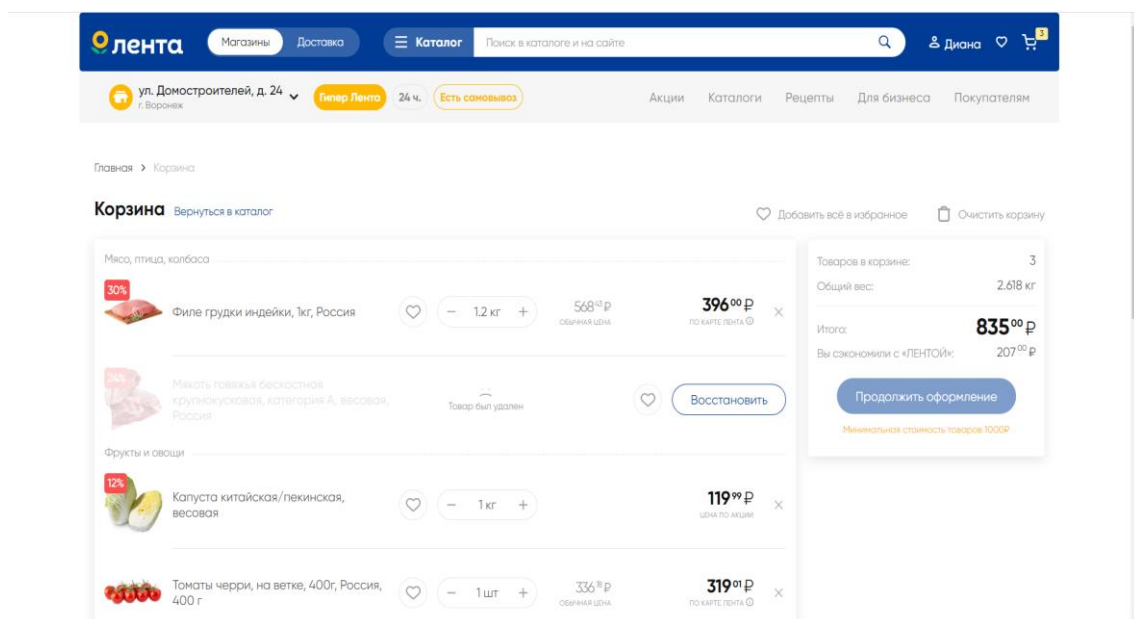 лента
Магазины
Доставка
Каталог
Поиск в каталоге и на сайте
Диана
3
ул. Домостроителей, д. 24
г. Воронеж
Гипер Лента
24 ч.
Есть самовывоз
Акции
Каталоги
Рецепты
Для бизнеса
Покупателям
Главная > Корзина
Корзина
Вернуться в каталог
Добавить всё в избранное
Очистить корзину
Мясо, птица, колбаса
30%
Филе грудки индейки, 1кг, Россия
− 1.2 кг +
568 ₽
ОБЫЧНАЯ ЦЕНА
396 00 ₽
ПО КАРТЕ ЛЕНТА
24%
Мякоть говяжья бескостная
крупнокусковая, категория А, весовая,
Россия
Товар был удален
Восстановить
Фрукты и овощи
12%
Капуста китайская/пекинская,
весовая
− 1 кг +
119 99 ₽
ЦЕНА ПО АКЦИИ
Томаты черри, на ветке, 400г, Россия,
400 г
− 1 шт +
336 ₽
ОБЫЧНАЯ ЦЕНА
319 01 ₽
ПО КАРТЕ ЛЕНТА
Товаров в корзине: 3
Общий вес: 2.618 кг
Итого: 835 00 ₽
Вы сэкономили с «ЛЕНТОЙ»: 207 00 ₽
Продолжить оформление
Минимальная стоимость товаров 1000₽